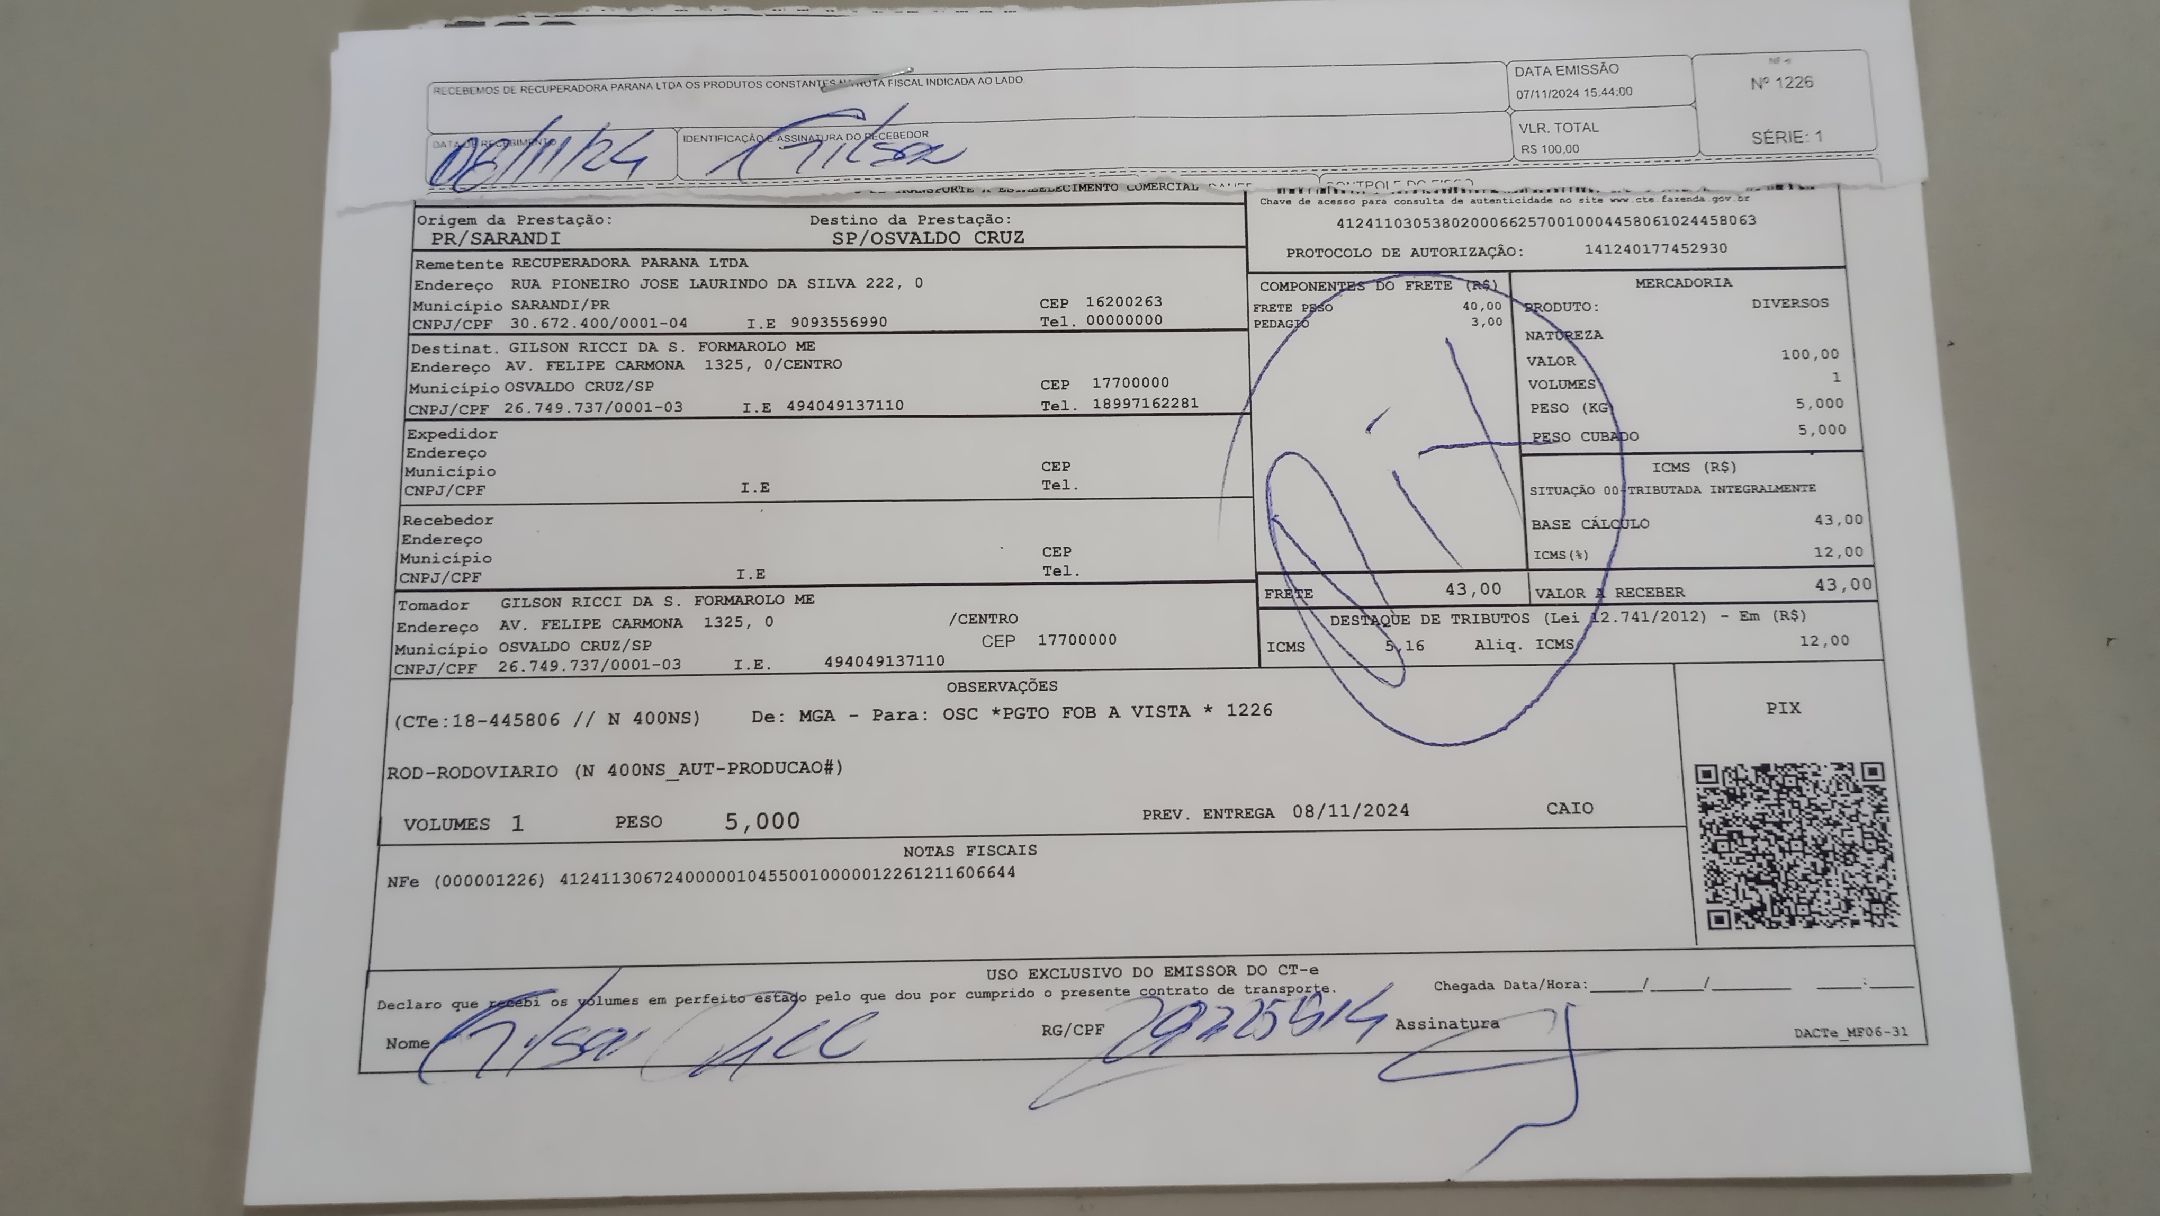 RECEBEMOS DE RECUPERADORA PARANA LTDA OS PRODUTOS CONSTANTES NA NOTA FISCAL INDICADA AO LADO
DATA EMISSÃO
07/11/2024 15:44:00
NF-e
Nº 1226
SÉRIE: 1
VLR. TOTAL
R$ 100,00
DATA DE RECEBIMENTO
08/11/24
IDENTIFICAÇÃO E ASSINATURA DO RECEBEDOR
Gilson
TRANSPORTE A ESTABELECIMENTO COMERCIAL
CONTROLE DO FISCO
Chave de acesso para consulta de autenticidade no site www.cte.fazenda.gov.br
41241103053802000662570010004458061024458063
PROTOCOLO DE AUTORIZAÇÃO: 141240177452930
Origem da Prestação: Destino da Prestação:
PR/SARANDI SP/OSVALDO CRUZ
Remetente RECUPERADORA PARANA LTDA
Endereço RUA PIONEIRO JOSE LAURINDO DA SILVA 222, 0
Município SARANDI/PR CEP 16200263
CNPJ/CPF 30.672.400/0001-04 I.E 9093556990 Tel. 00000000
Destinat. GILSON RICCI DA S. FORMAROLO ME
Endereço AV. FELIPE CARMONA 1325, 0/CENTRO
Município OSVALDO CRUZ/SP CEP 17700000
CNPJ/CPF 26.749.737/0001-03 I.E 494049137110 Tel. 18997162281
Expedidor
Endereço
Município CEP
CNPJ/CPF I.E Tel.
Recebedor
Endereço
Município CEP
CNPJ/CPF I.E Tel.
Tomador GILSON RICCI DA S. FORMAROLO ME
Endereço AV. FELIPE CARMONA 1325, 0 /CENTRO
Município OSVALDO CRUZ/SP CEP 17700000
CNPJ/CPF 26.749.737/0001-03 I.E. 494049137110
COMPONENTES DO FRETE (R$)
FRETE PESO 40,00
PEDAGIO 3,00
FRETE 43,00
MERCADORIA
PRODUTO: DIVERSOS
NATUREZA
VALOR 100,00
VOLUMES 1
PESO (KG) 5,000
PESO CUBADO 5,000
ICMS (R$)
SITUAÇÃO 00-TRIBUTADA INTEGRALMENTE
BASE CÁLCULO 43,00
ICMS(%) 12,00
VALOR A RECEBER 43,00
DESTAQUE DE TRIBUTOS (Lei 12.741/2012) - Em (R$)
ICMS 5,16 Aliq. ICMS 12,00
OBSERVAÇÕES
(CTe:18-445806 // N 400NS) De: MGA - Para: OSC *PGTO FOB A VISTA * 1226
ROD-RODOVIARIO (N 400NS_AUT-PRODUCAO#)
VOLUMES 1 PESO 5,000 PREV. ENTREGA 08/11/2024 CAIO
PIX
NOTAS FISCAIS
NFe (000001226) 41241130672400000104550010000012261211606644
USO EXCLUSIVO DO EMISSOR DO CT-e
Declaro que recebi os volumes em perfeito estado pelo que dou por cumprido o presente contrato de transporte. Chegada Data/Hora:_____/_____/________ ____:____
Nome Gilson Ricci RG/CPF Assinatura
DACTe_MF06-31